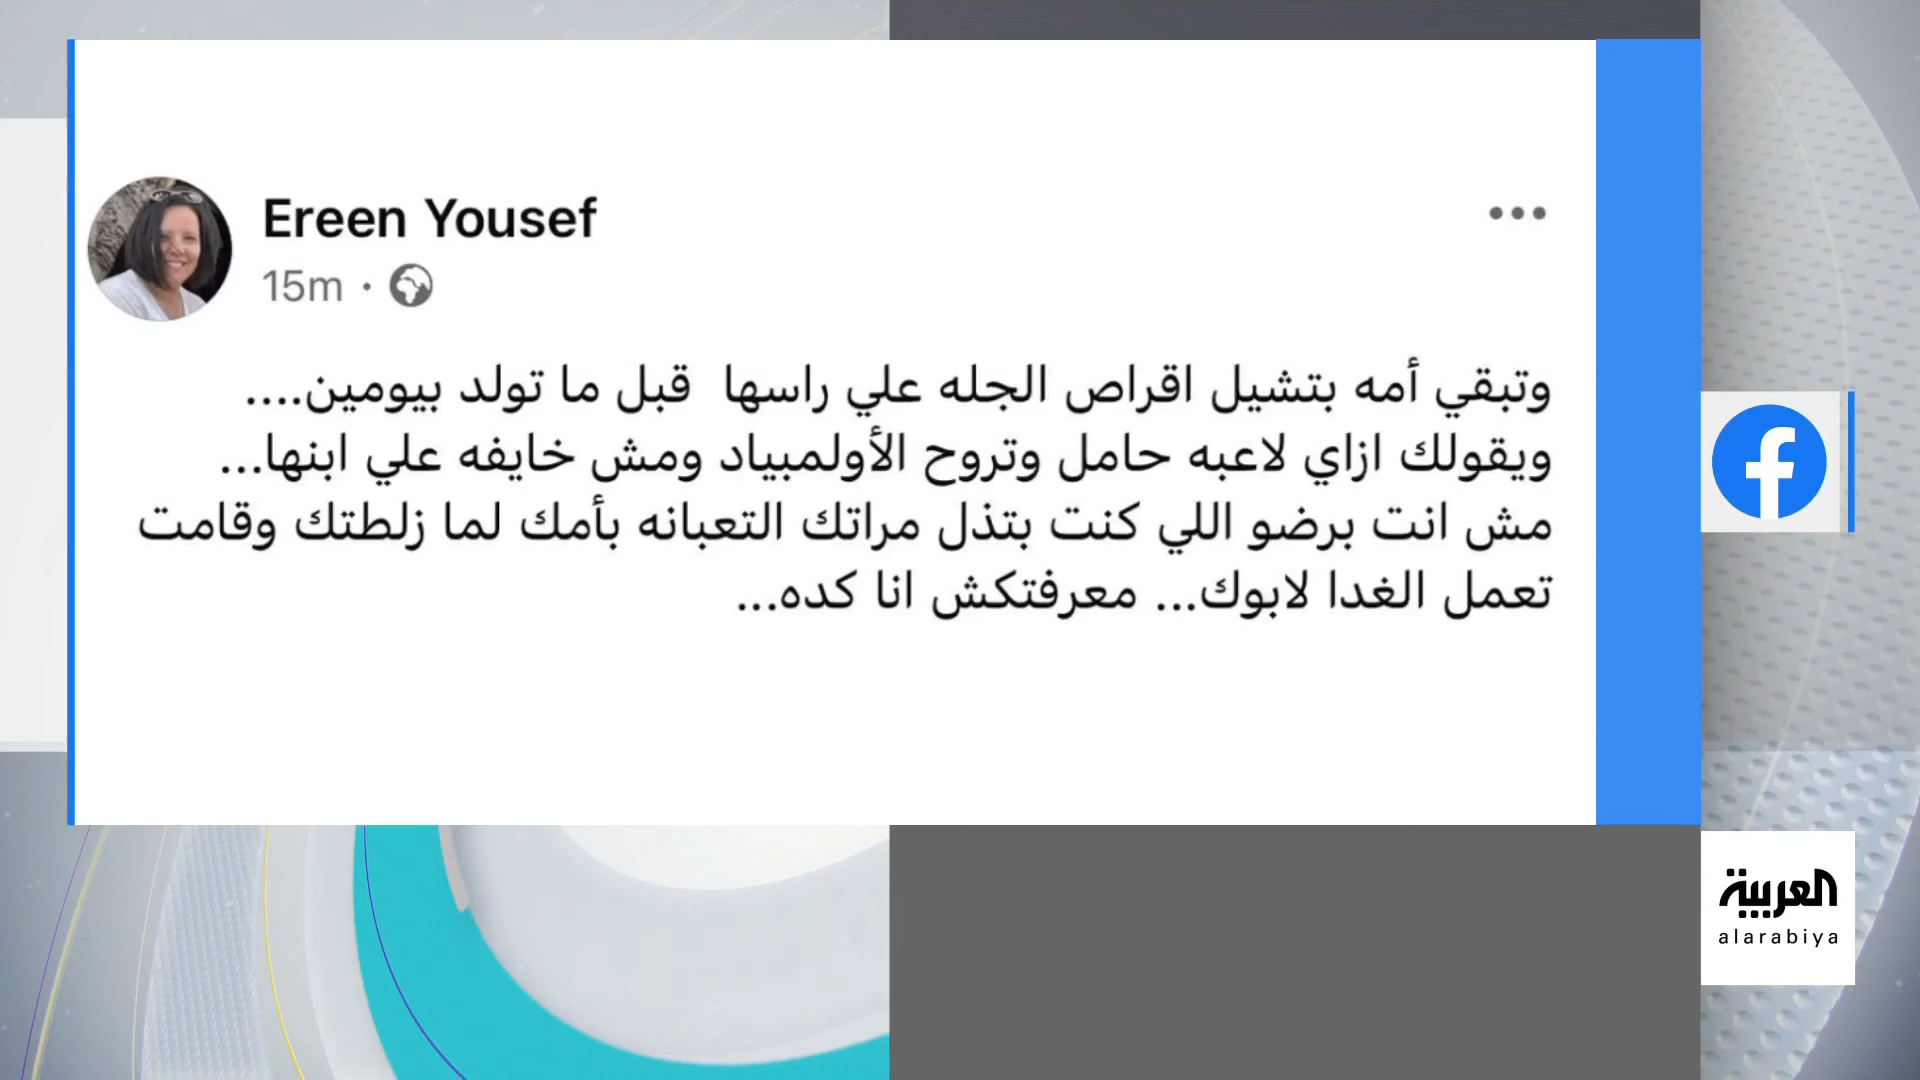 Ereen Yousef
15m ·
وتبقي أمه بتشيل اقراص الجله علي راسها قبل ما تولد بيومين....
ويقولك ازاي لاعبه حامل وتروح الأولمبياد ومش خايفه علي ابنها...
مش انت برضو اللي كنت بتذل مراتك التعبانه بأمك لما زلطتك وقامت
تعمل الغدا لابوك... معرفتكش انا كده...
العربية
alarabiya